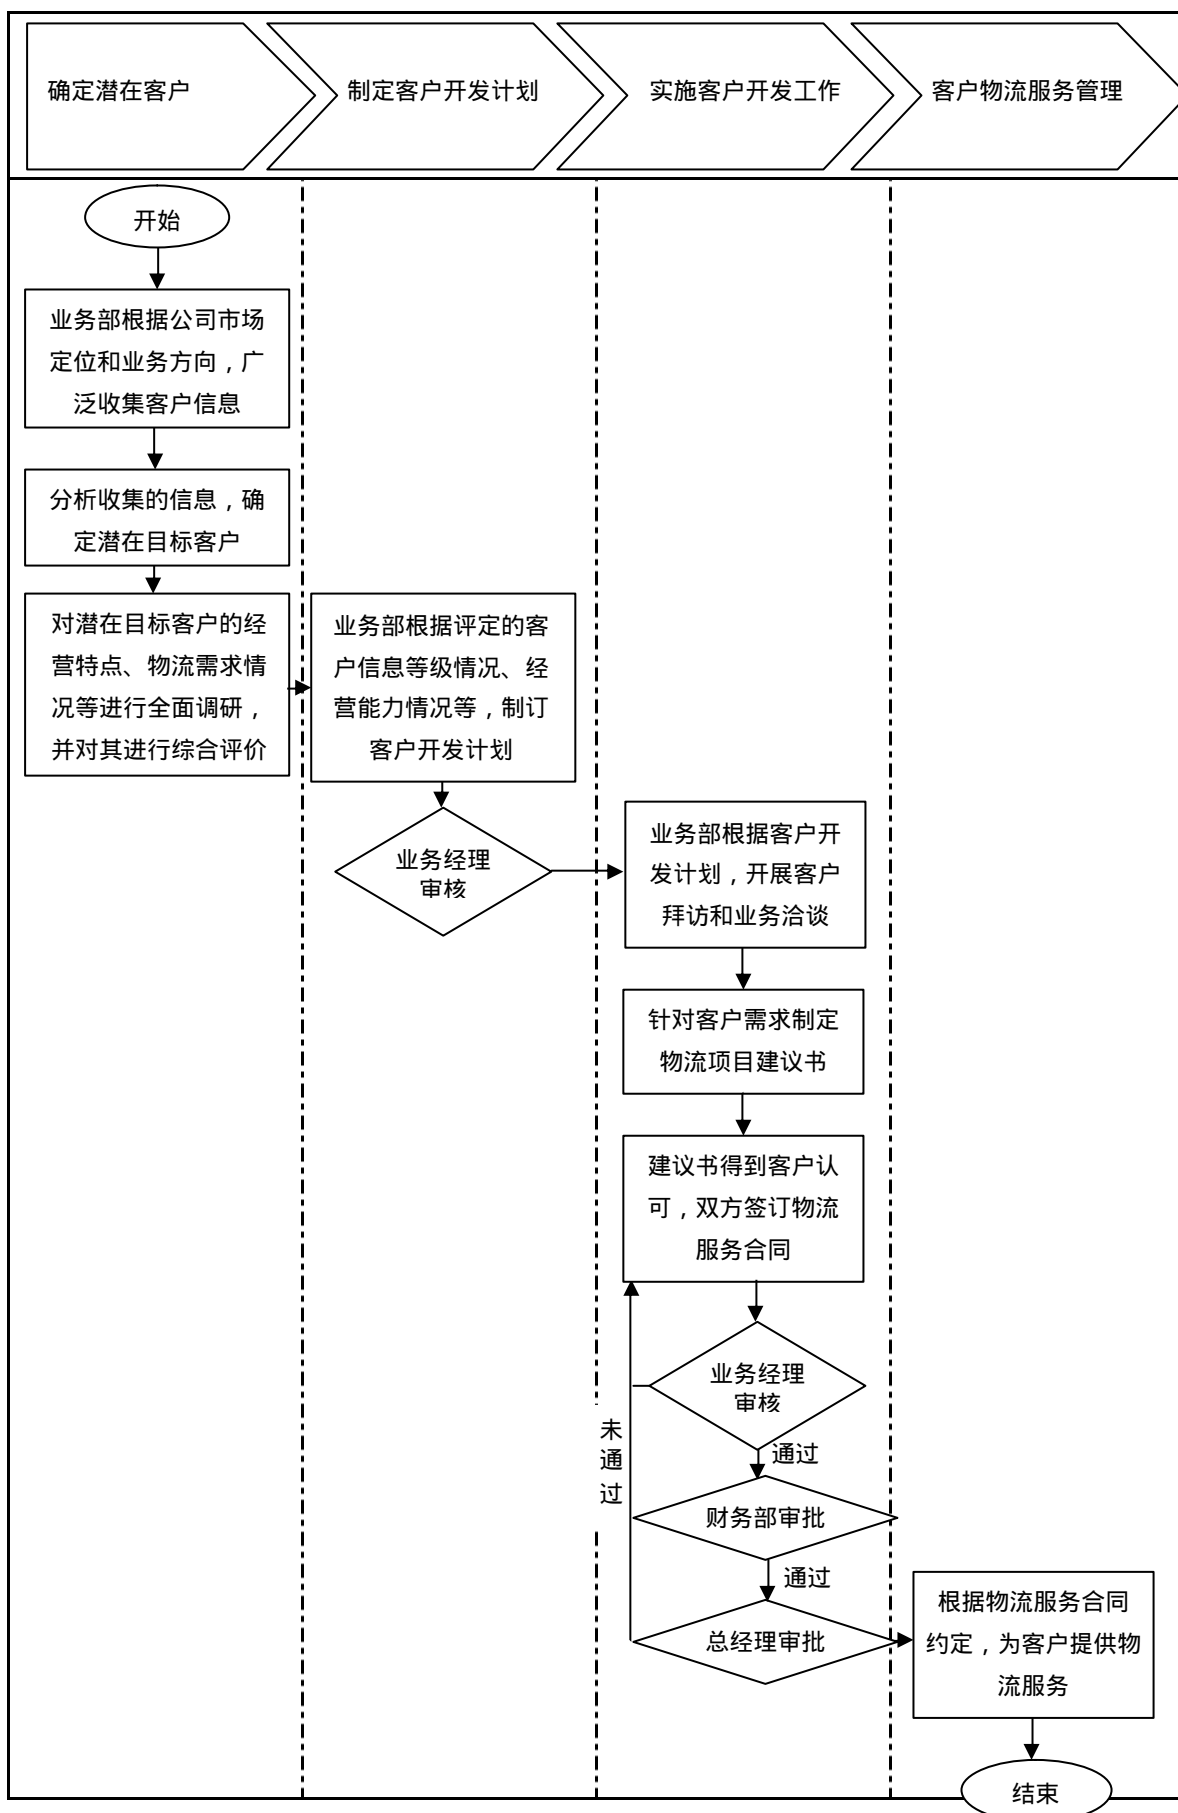 确定潜在客户
制定客户开发计划
实施客户开发工作
客户物流服务管理
开始
业务部根据公司市场
定位和业务方向，广
泛收集客户信息
分析收集的信息，确
定潜在目标客户
对潜在目标客户的经
营特点、物流需求情
况等进行全面调研，
并对其进行综合评价
业务部根据评定的客
户信息等级情况、经
营能力情况等，制订
客户开发计划
业务经理
审核
业务部根据客户开
发计划，开展客户
拜访和业务洽谈
针对客户需求制定
物流项目建议书
建议书得到客户认
可，双方签订物流
服务合同
业务经理
审核
未
通
过
通过
财务部审批
通过
总经理审批
根据物流服务合同
约定，为客户提供物
流服务
结束